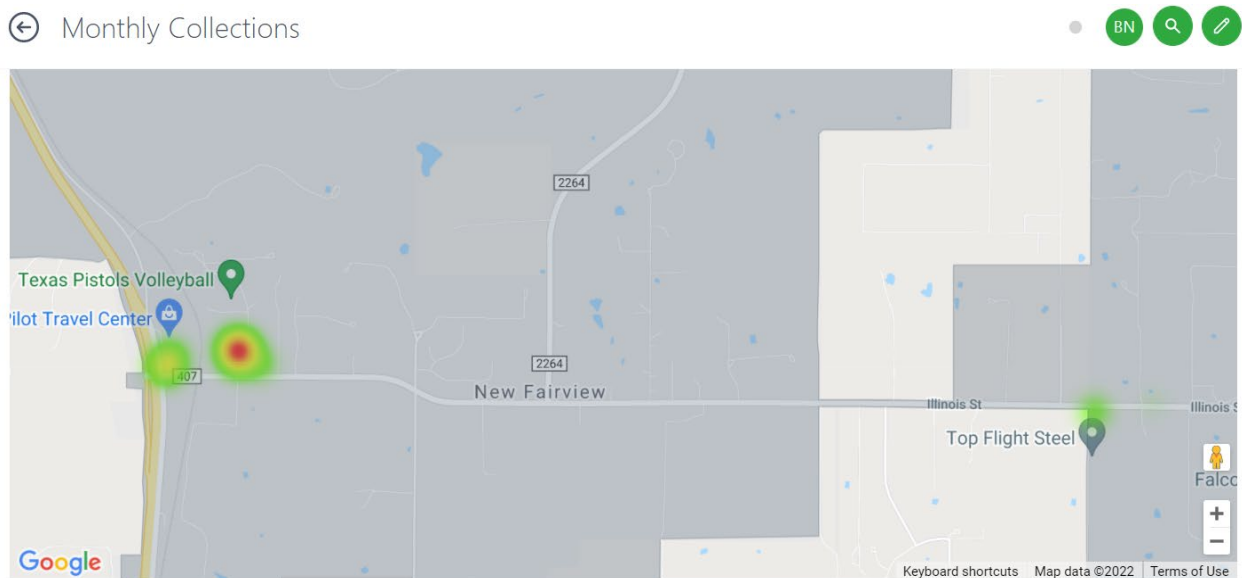 Monthly Collections
BN
2264
Texas Pistols Volleyball
ilot Travel Center
2264
407
New Fairview
Illinois St
Illinois S
Top Flight Steel
Falco
+
−
Google
Keyboard shortcuts Map data ©2022 Terms of Use